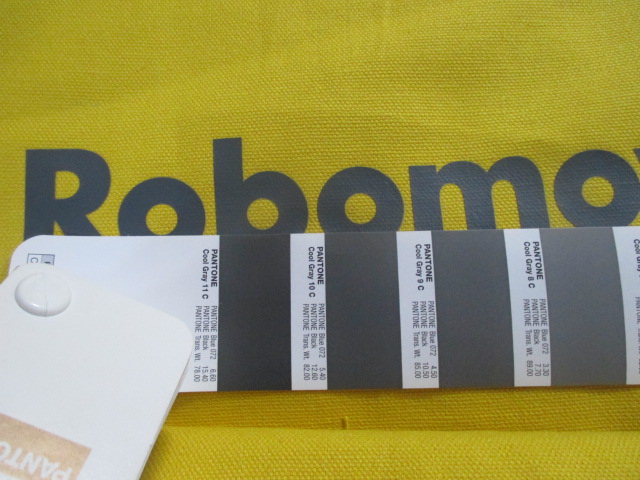 Robomov
PANTONE
Cool Gray 11 C
PANTONE Blue 072 6.60
PANTONE Black 15.40
PANTONE Trans. Wt. 78.00
PANTONE
Cool Gray 10 C
PANTONE Blue 072 5.40
PANTONE Black 12.60
PANTONE Trans. Wt. 82.00
PANTONE
Cool Gray 9 C
PANTONE Blue 072 4.50
PANTONE Black 10.50
PANTONE Trans. Wt. 85.00
PANTONE
Cool Gray 8 C
PANTONE Blue 072 3.30
PANTONE Black 7.70
PANTONE Trans. Wt. 89.00
PANTO